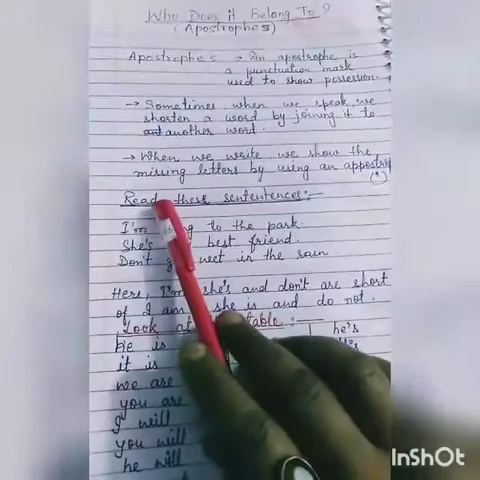 Who Does it Belong To?
(Apostrophes)
Apostrophes → An apostrophe is
a punctuation mark
used to show possession.
→ Sometimes when we speak we
shorten a word by joining it to
another word.
→ When we write we show the
missing letters by using an appostrop
(')
Read these sententences:-
I'm to the park.
She's best friend.
Don't in the rain.
Here, I'm she's and don't are short
of I am, she is and do not.
Look at table:-
he is he's
it is
we are
you are
I will
you will
he will
InShOt